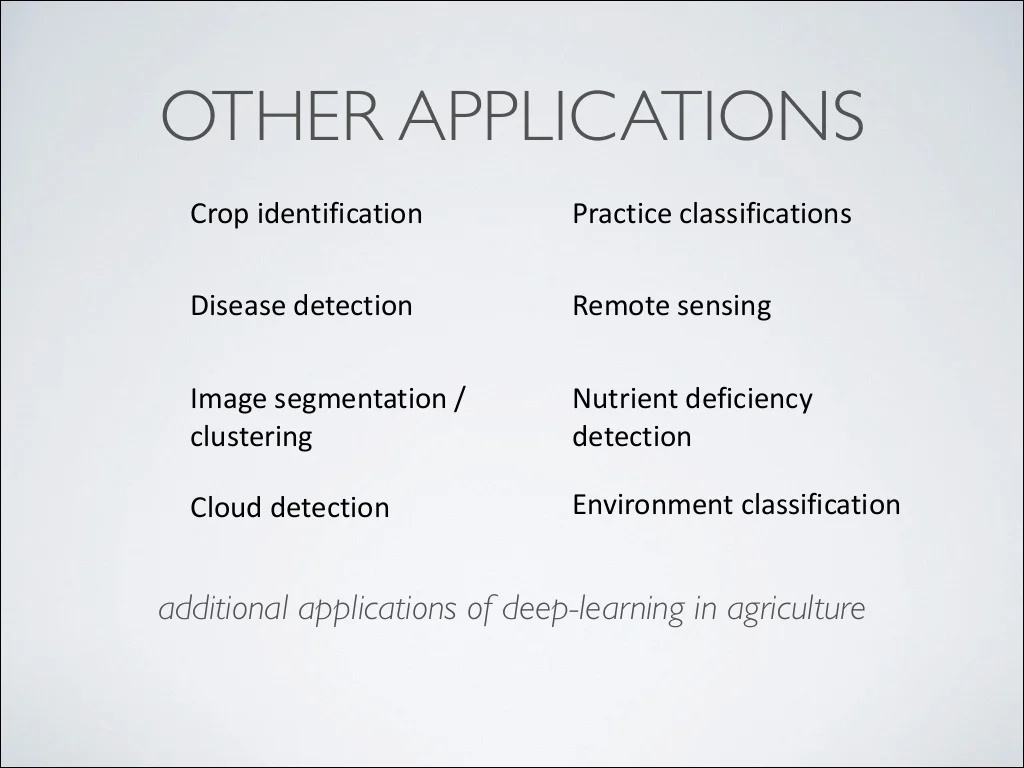 OTHER APPLICATIONS
Crop identification
Practice classifications
Disease detection
Remote sensing
Image segmentation /
clustering
Nutrient deficiency
detection
Cloud detection
Environment classification
additional applications of deep-learning in agriculture